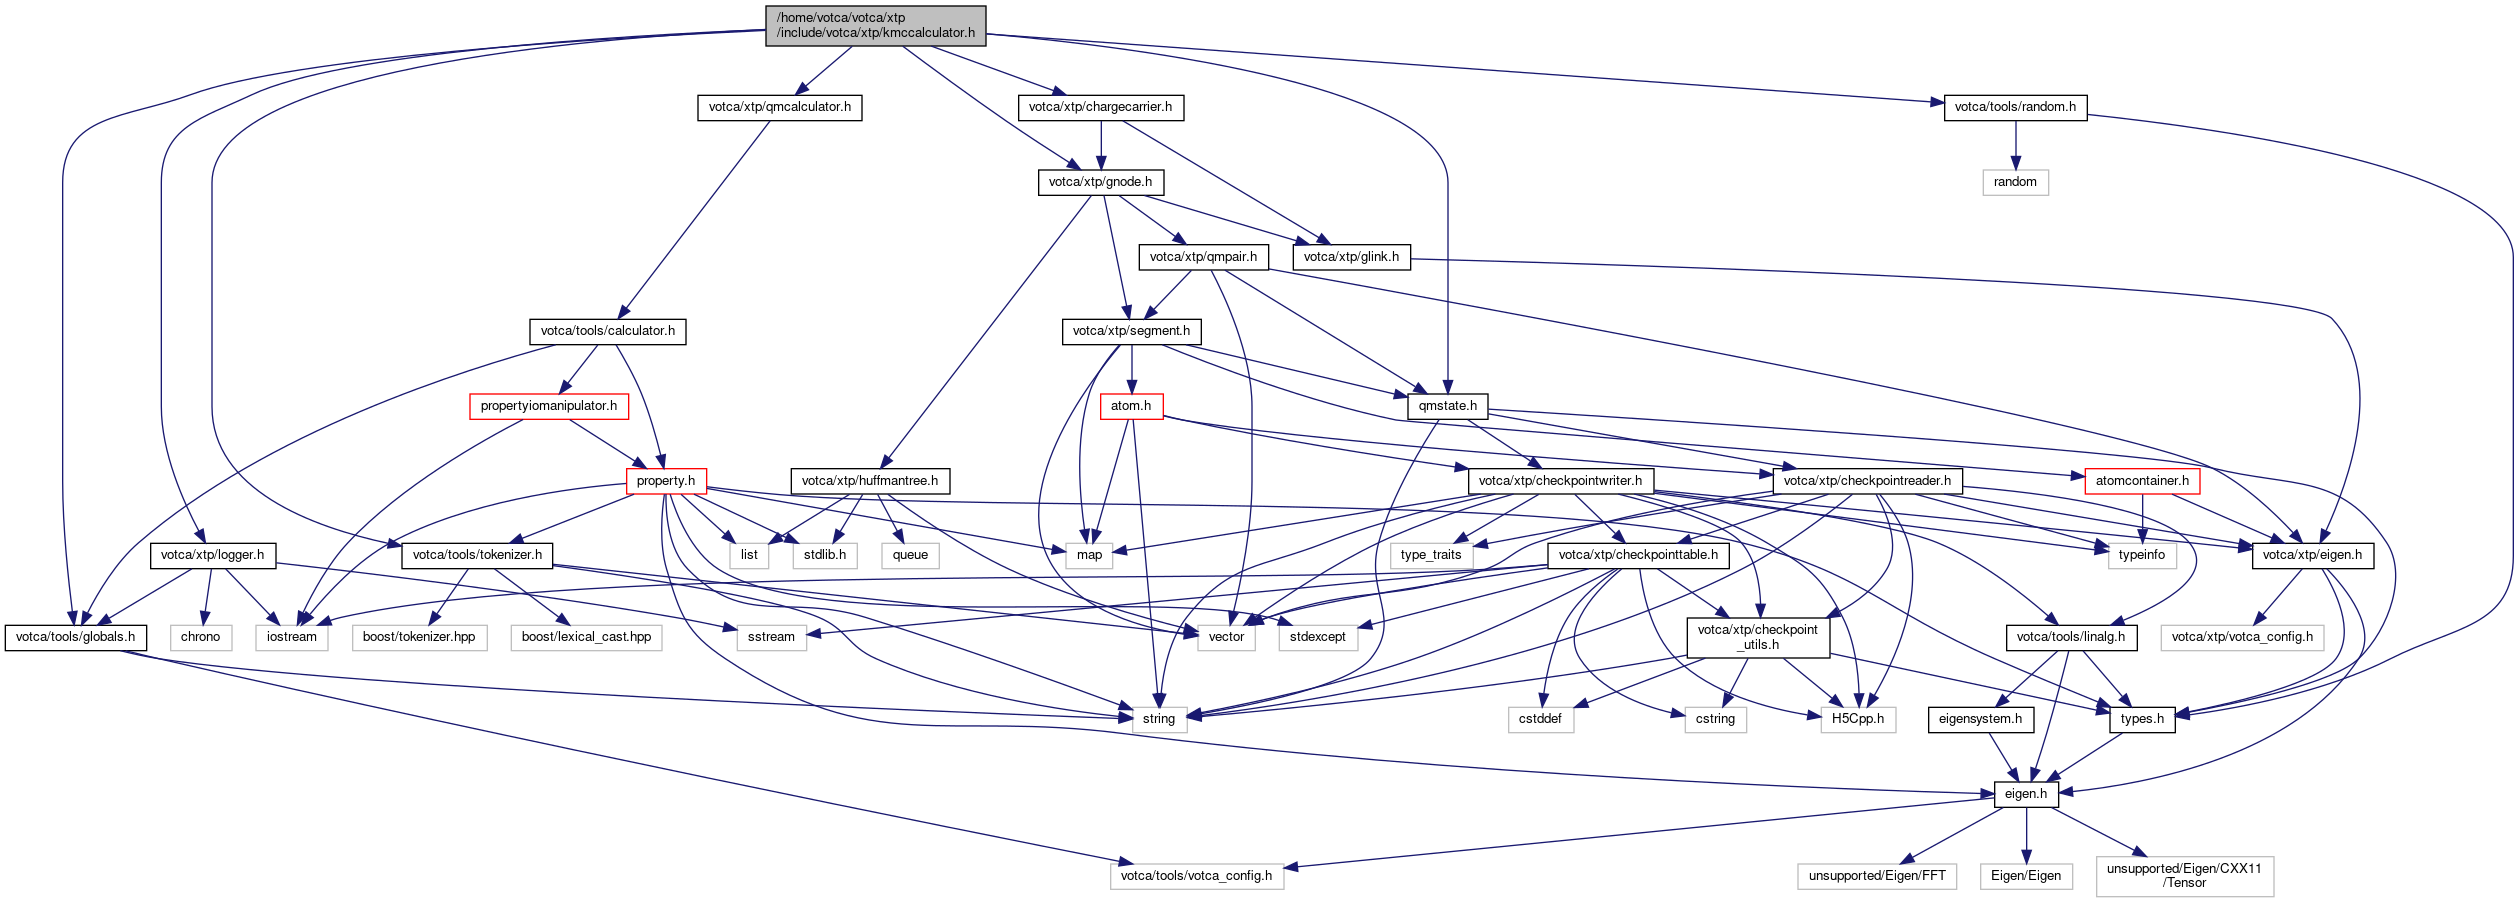 /home/votca/votca/xtp
/include/votca/xtp/kmccalculator.h
votca/xtp/qmcalculator.h
votca/xtp/chargecarrier.h
votca/tools/random.h
votca/xtp/gnode.h
random
votca/xtp/qmpair.h
votca/xtp/glink.h
votca/tools/calculator.h
votca/xtp/segment.h
propertyiomanipulator.h
atom.h
qmstate.h
property.h
votca/xtp/huffmantree.h
votca/xtp/checkpointwriter.h
votca/xtp/checkpointreader.h
atomcontainer.h
votca/xtp/logger.h
votca/tools/tokenizer.h
list
stdlib.h
queue
map
type_traits
votca/xtp/checkpointtable.h
typeinfo
votca/xtp/eigen.h
votca/tools/globals.h
chrono
iostream
boost/tokenizer.hpp
boost/lexical_cast.hpp
sstream
vector
stdexcept
votca/xtp/checkpoint
_utils.h
votca/tools/linalg.h
votca/xtp/votca_config.h
string
cstddef
cstring
H5Cpp.h
eigensystem.h
types.h
eigen.h
votca/tools/votca_config.h
unsupported/Eigen/FFT
Eigen/Eigen
unsupported/Eigen/CXX11
/Tensor